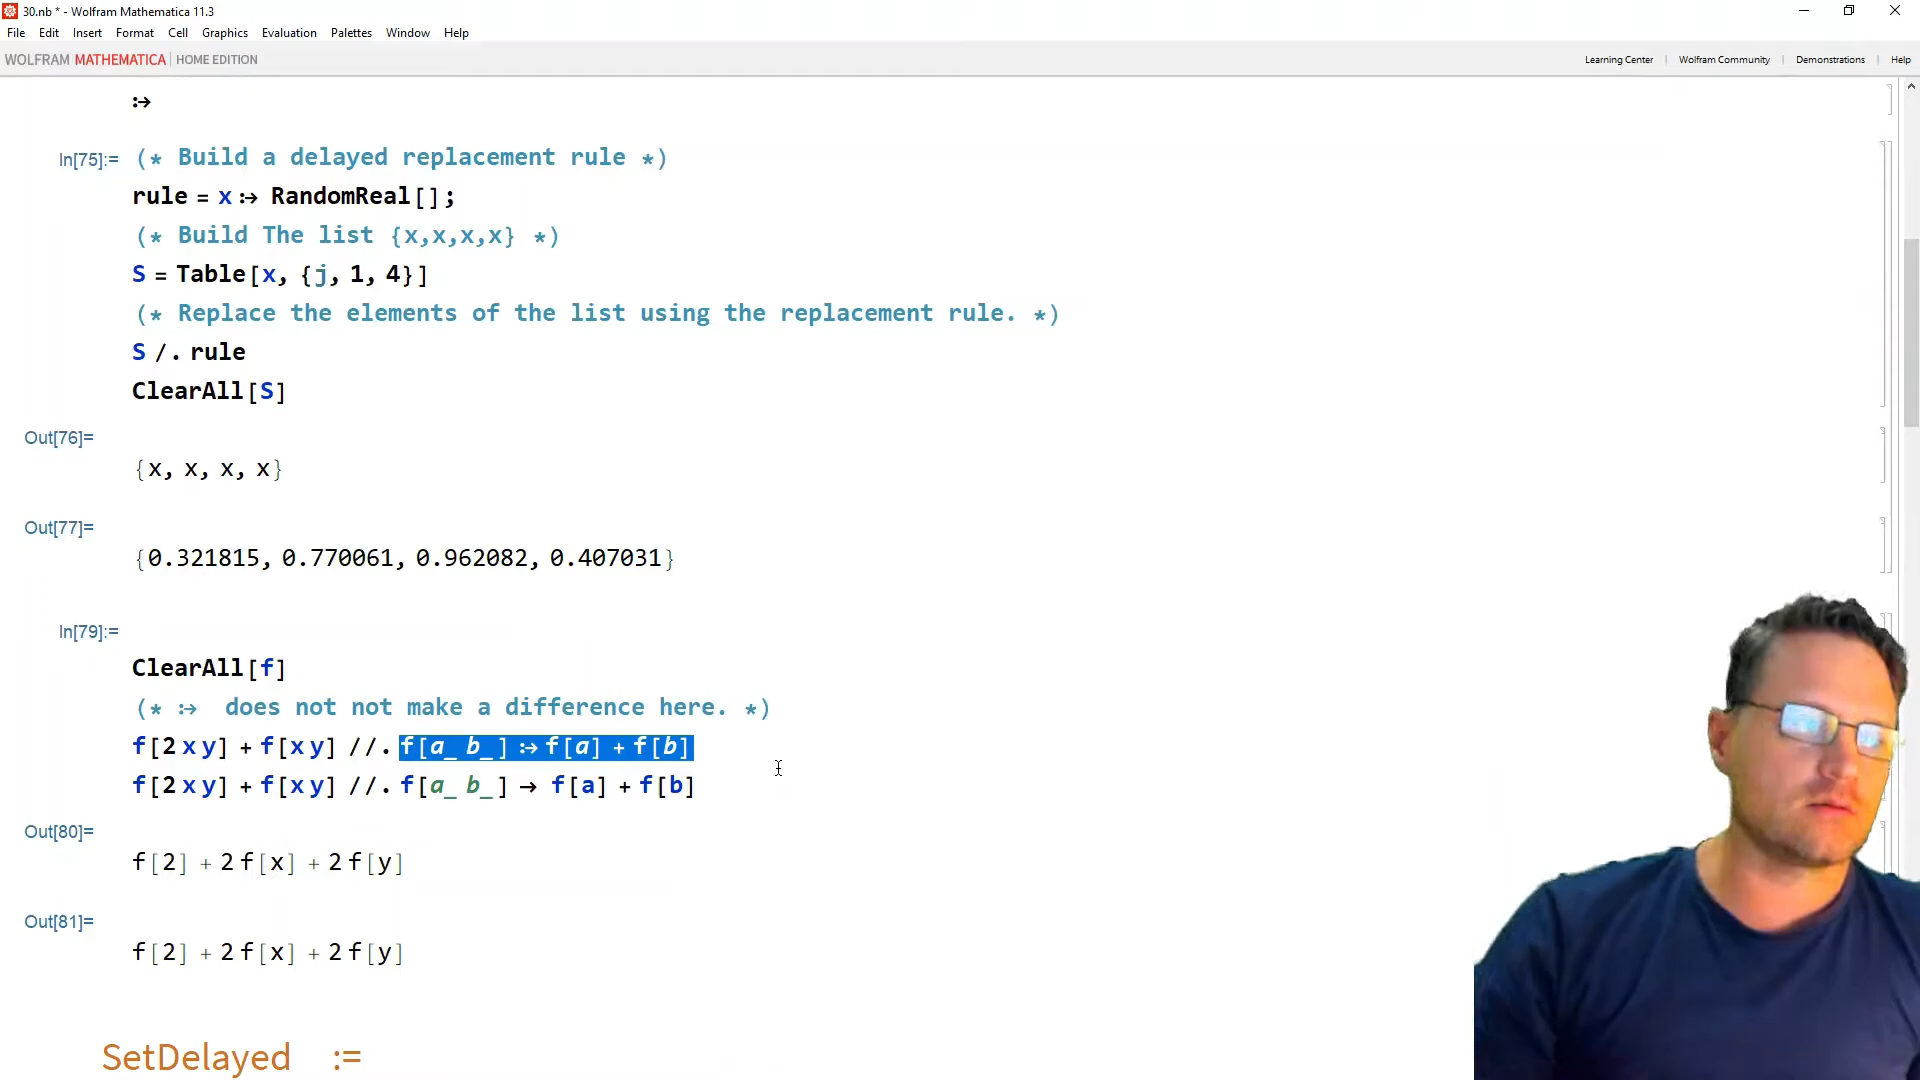 30.nb * - Wolfram Mathematica 11.3
File Edit Insert Format Cell Graphics Evaluation Palettes Window Help
WOLFRAM MATHEMATICA | HOME EDITION
Learning Center | Wolfram Community | Demonstrations | Help
:→
In[75]:= (* Build a delayed replacement rule *)
rule = x :→ RandomReal[];
(* Build The list {x,x,x,x} *)
S = Table[x, {j, 1, 4}]
(* Replace the elements of the list using the replacement rule. *)
S /. rule
ClearAll[S]
Out[76]=
{x, x, x, x}
Out[77]=
{0.321815, 0.770061, 0.962082, 0.407031}
In[79]:=
ClearAll[f]
(* :→ does not not make a difference here. *)
f[2 x y] + f[x y] //. f[a_ b_] :→ f[a] + f[b]
f[2 x y] + f[x y] //. f[a_ b_] → f[a] + f[b]
Out[80]=
f[2] + 2 f[x] + 2 f[y]
Out[81]=
f[2] + 2 f[x] + 2 f[y]
SetDelayed :=